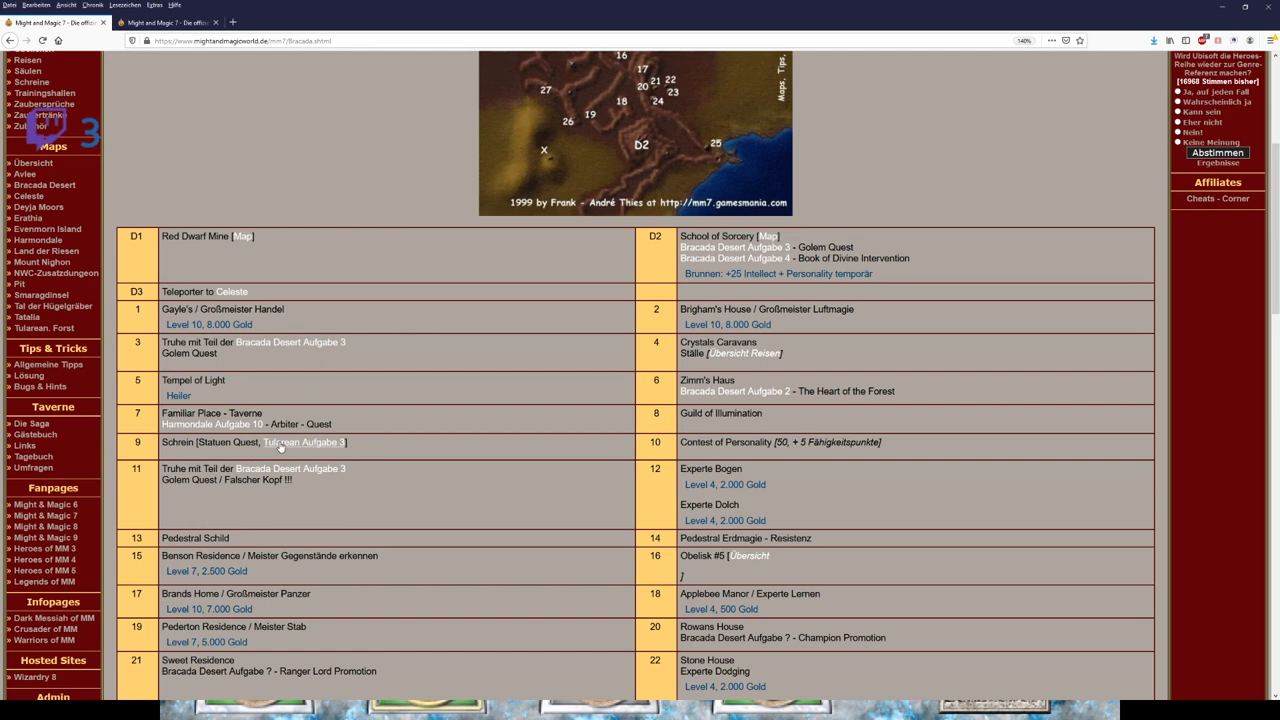 Datei Bearbeiten Ansicht Chronik Lesezeichen Extras Hilfe
Might and Magic 7 - Die offizi
Might and Magic 7 - Die offizi
https://www.mightandmagicworld.de/mm7/Bracada.shtml
140%
» Reisen
» Säulen
» Schreine
» Trainingshallen
» Zaubersprüche
» Zaubertränke
» Zubehör
3
Maps
» Übersicht
» Avlee
» Bracada Desert
» Celeste
» Deyja Moors
» Erathia
» Evenmorn Island
» Harmondale
» Land der Riesen
» Mount Nighon
» NWC-Zusatzdungeon
» Pit
» Smaragdinsel
» Tal der Hügelgräber
» Tatalia
» Tularean. Forst
Tips & Tricks
» Allgemeine Tipps
» Lösung
» Bugs & Hints
Taverne
» Die Saga
» Gästebuch
» Links
» Tagebuch
» Umfragen
Fanpages
» Might & Magic 6
» Might & Magic 7
» Might & Magic 8
» Might & Magic 9
» Heroes of MM 3
» Heroes of MM 4
» Heroes of MM 5
» Legends of MM
Infopages
» Dark Messiah of MM
» Crusader of MM
» Warriors of MM
Hosted Sites
» Wizardry 8
Admin
16
17
27
20
21
22
23
18
24
19
26
25
X
D2
Maps, Tips,
1999 by Frank - André Thies at http://mm7.gamesmania.com
D1 Red Dwarf Mine [Map]
D2 School of Sorcery [Map]
Bracada Desert Aufgabe 3 - Golem Quest
Bracada Desert Aufgabe 4 - Book of Divine Intervention
Brunnen: +25 Intellect + Personality temporär
D3 Teleporter to Celeste
1 Gayle's / Großmeister Handel
Level 10, 8.000 Gold
2 Brigham's House / Großmeister Luftmagie
Level 10, 8.000 Gold
3 Truhe mit Teil der Bracada Desert Aufgabe 3
Golem Quest
4 Crystals Caravans
Ställe [Übersicht Reisen]
5 Tempel of Light
Heiler
6 Zimm's Haus
Bracada Desert Aufgabe 2 - The Heart of the Forest
7 Familiar Place - Taverne
Harmondale Aufgabe 10 - Arbiter - Quest
8 Guild of Illumination
9 Schrein [Statuen Quest, Tularean Aufgabe 3]
10 Contest of Personality [50, + 5 Fähigkeitspunkte]
11 Truhe mit Teil der Bracada Desert Aufgabe 3
Golem Quest / Falscher Kopf !!!
12 Experte Bogen
Level 4, 2.000 Gold
Experte Dolch
Level 4, 2.000 Gold
13 Pedestral Schild
14 Pedestral Erdmagie - Resistenz
15 Benson Residence / Meister Gegenstände erkennen
Level 7, 2.500 Gold
16 Obelisk #5 [Übersicht
]
17 Brands Home / Großmeister Panzer
Level 10, 7.000 Gold
18 Applebee Manor / Experte Lernen
Level 4, 500 Gold
19 Pederton Residence / Meister Stab
Level 7, 5.000 Gold
20 Rowans House
Bracada Desert Aufgabe ? - Champion Promotion
21 Sweet Residence
Bracada Desert Aufgabe ? - Ranger Lord Promotion
22 Stone House
Experte Dodging
Level 4, 2.000 Gold
Wird Ubisoft die Heroes-
Reihe wieder zur Genre-
Referenz machen?
[16968 Stimmen bisher]
Ja, auf jeden Fall
Wahrscheinlich ja
Kann sein
Eher nicht
Nein!
Keine Meinung
Abstimmen
Ergebnisse
Affiliates
Cheats - Corner